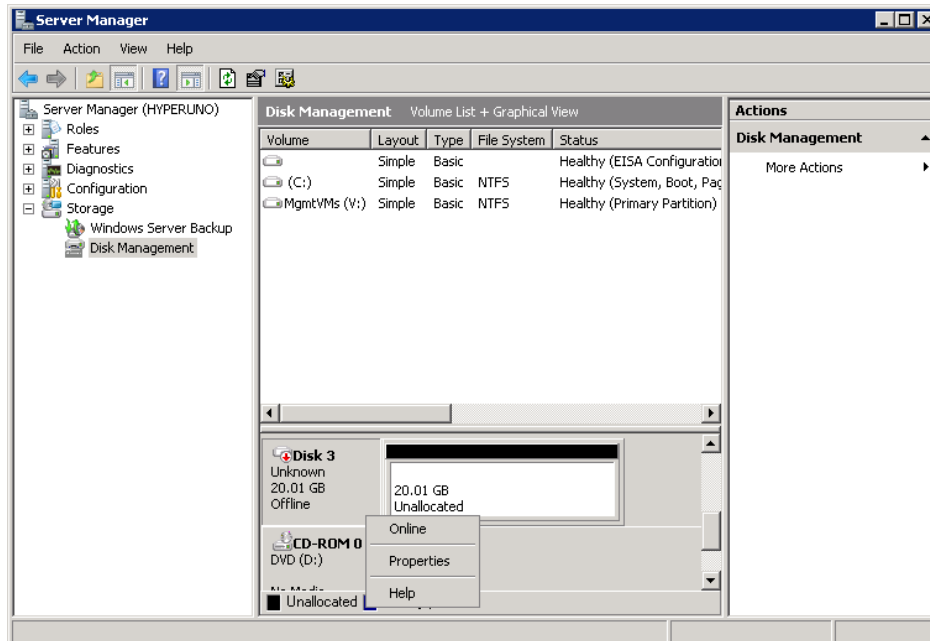 Server Manager
File Action View Help
Server Manager (HYPERUNO)
Roles
Features
Diagnostics
Configuration
Storage
Windows Server Backup
Disk Management
Disk Management Volume List + Graphical View
Volume Layout Type File System Status
Simple Basic Healthy (EISA Configuration
(C:) Simple Basic NTFS Healthy (System, Boot, Pag
MgmtVMs (V:) Simple Basic NTFS Healthy (Primary Partition)
Disk 3
Unknown
20.01 GB
Offline
20.01 GB
Unallocated
CD-ROM 0
DVD (D:)
No Media
Unallocated
Online
Properties
Help
Actions
Disk Management
More Actions